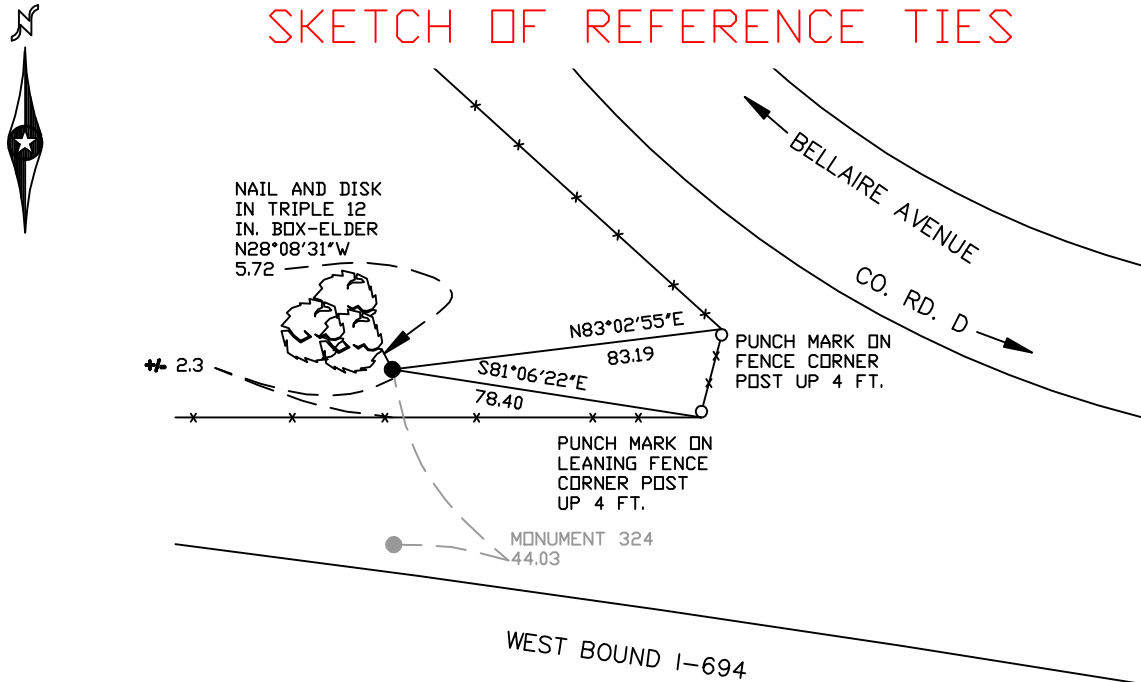 N
SKETCH OF REFERENCE TIES
BELLAIRE AVENUE
CO. RD. D
NAIL AND DISK
IN TRIPLE 12
IN. BOX-ELDER
N28°08'31"W
5.72
N83°02'55"E
83.19
PUNCH MARK ON
FENCE CORNER
POST UP 4 FT.
+/- 2.3
S81°06'22"E
78.40
PUNCH MARK ON
LEANING FENCE
CORNER POST
UP 4 FT.
MONUMENT 324
44.03
WEST BOUND I-694